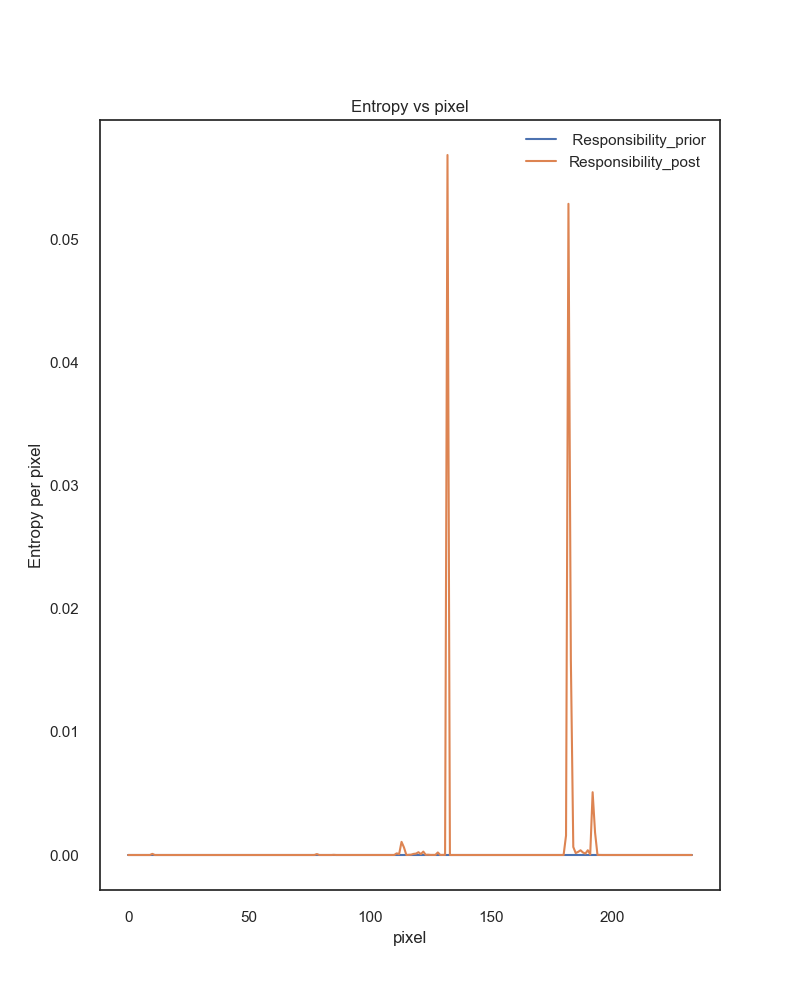 Entropy vs pixel
Responsibility_prior
Responsibility_post
Entropy per pixel
0.05
0.04
0.03
0.02
0.01
0.00
0 50 100 150 200
pixel